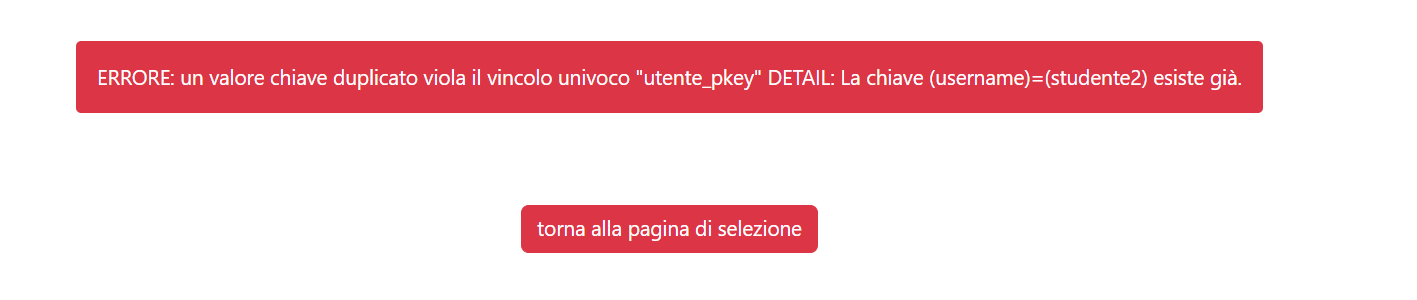 ERRORE: un valore chiave duplicato viola il vincolo univoco "utente_pkey" DETAIL: La chiave (username)=(studente2) esiste già.
torna alla pagina di selezione